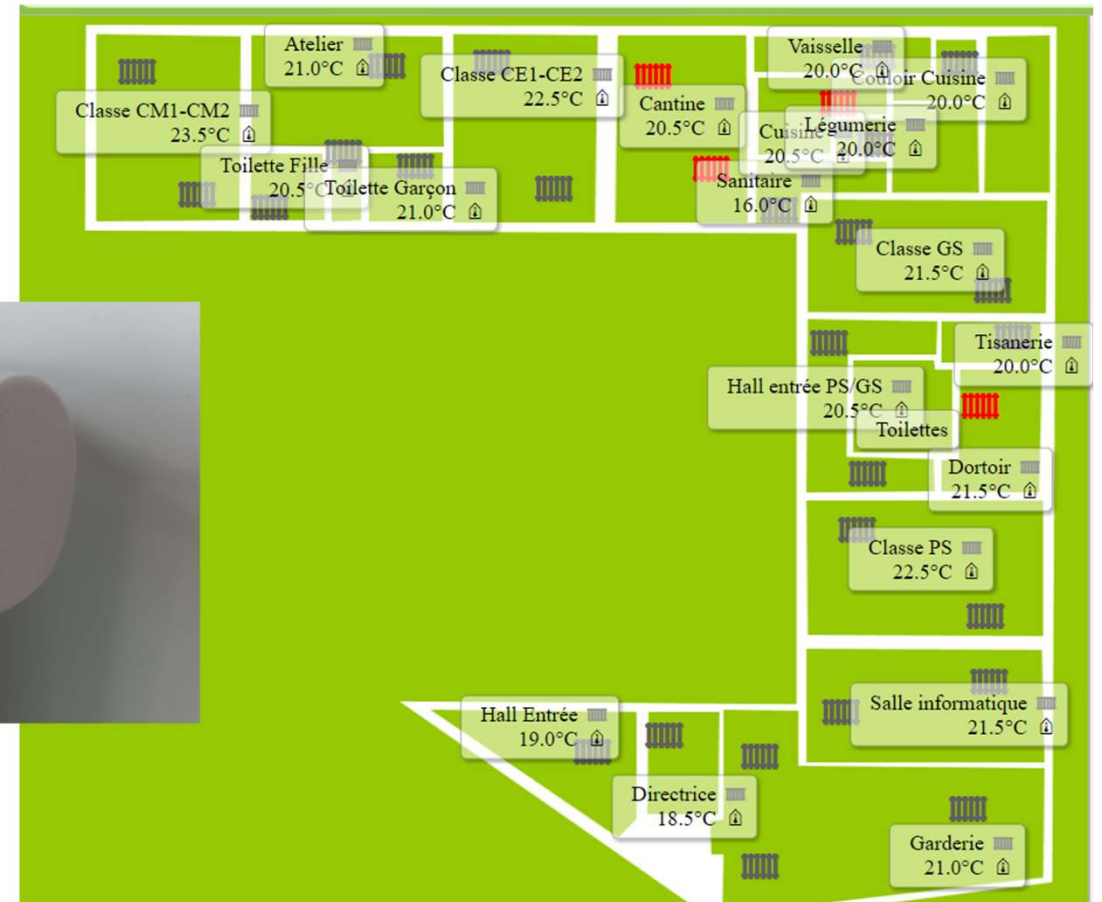 Atelier
21.0°C
Vaisselle
20.0°C
Classe CE1-CE2
22.5°C
Couloir Cuisine
20.0°C
Classe CM1-CM2
23.5°C
Cantine
20.5°C
Cuisine
20.5°C
Légumerie
20.0°C
Toilette Fille
20.5°C
Toilette Garçon
21.0°C
Sanitaire
16.0°C
Classe GS
21.5°C
Tisanerie
20.0°C
Hall entrée PS/GS
20.5°C
Toilettes
Dortoir
21.5°C
Classe PS
22.5°C
Salle informatique
21.5°C
Hall Entrée
19.0°C
Directrice
18.5°C
Garderie
21.0°C